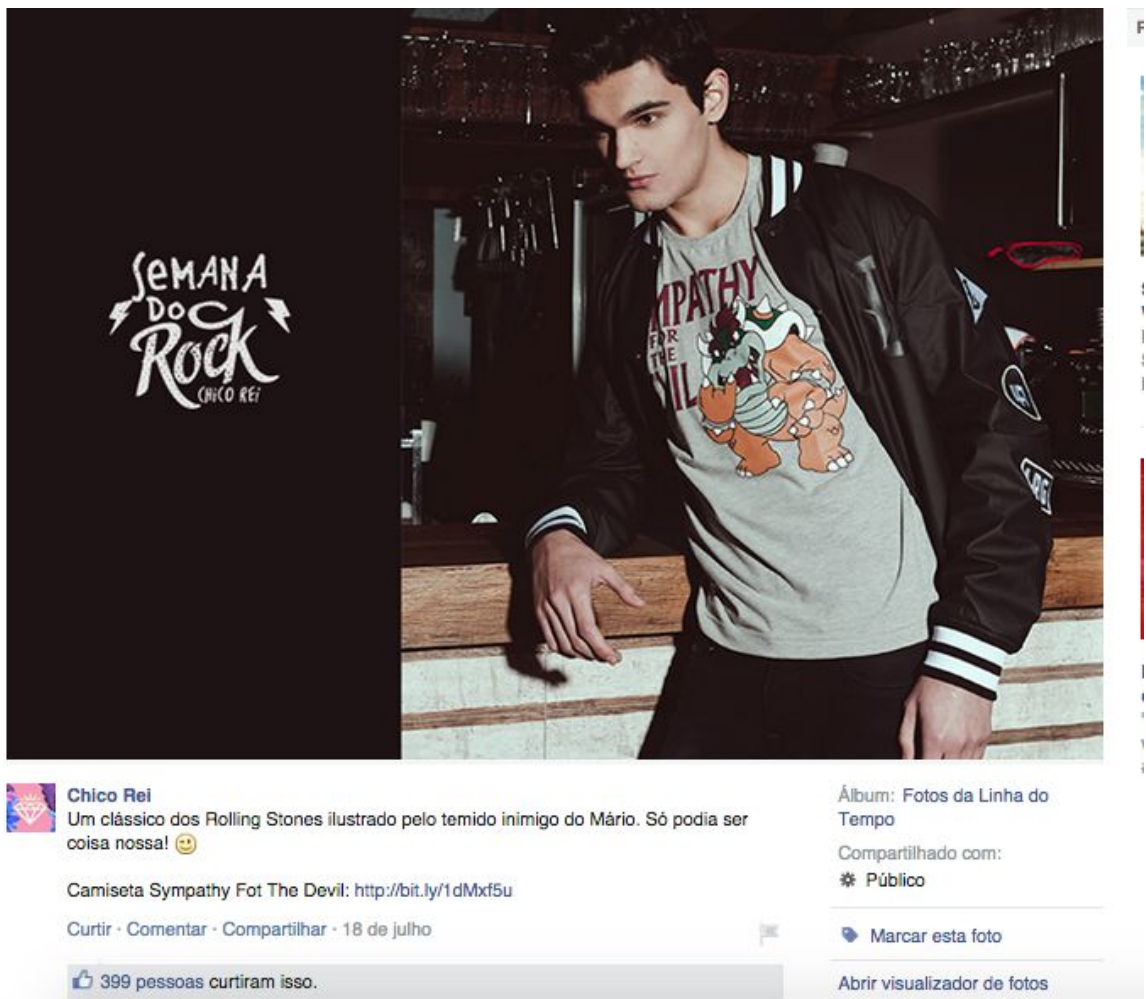 SeMANA
DO
Rock
CHICO REI
MPATHY
FOR
THE
VIL
Chico Rei
Um clássico dos Rolling Stones ilustrado pelo temido inimigo do Mário. Só podia ser
coisa nossa!
Camiseta Sympathy Fot The Devil: http://bit.ly/1dMxf5u
Curtir · Comentar · Compartilhar · 18 de julho
399 pessoas curtiram isso.
Álbum: Fotos da Linha do
Tempo
Compartilhado com:
Público
Marcar esta foto
Abrir visualizador de fotos